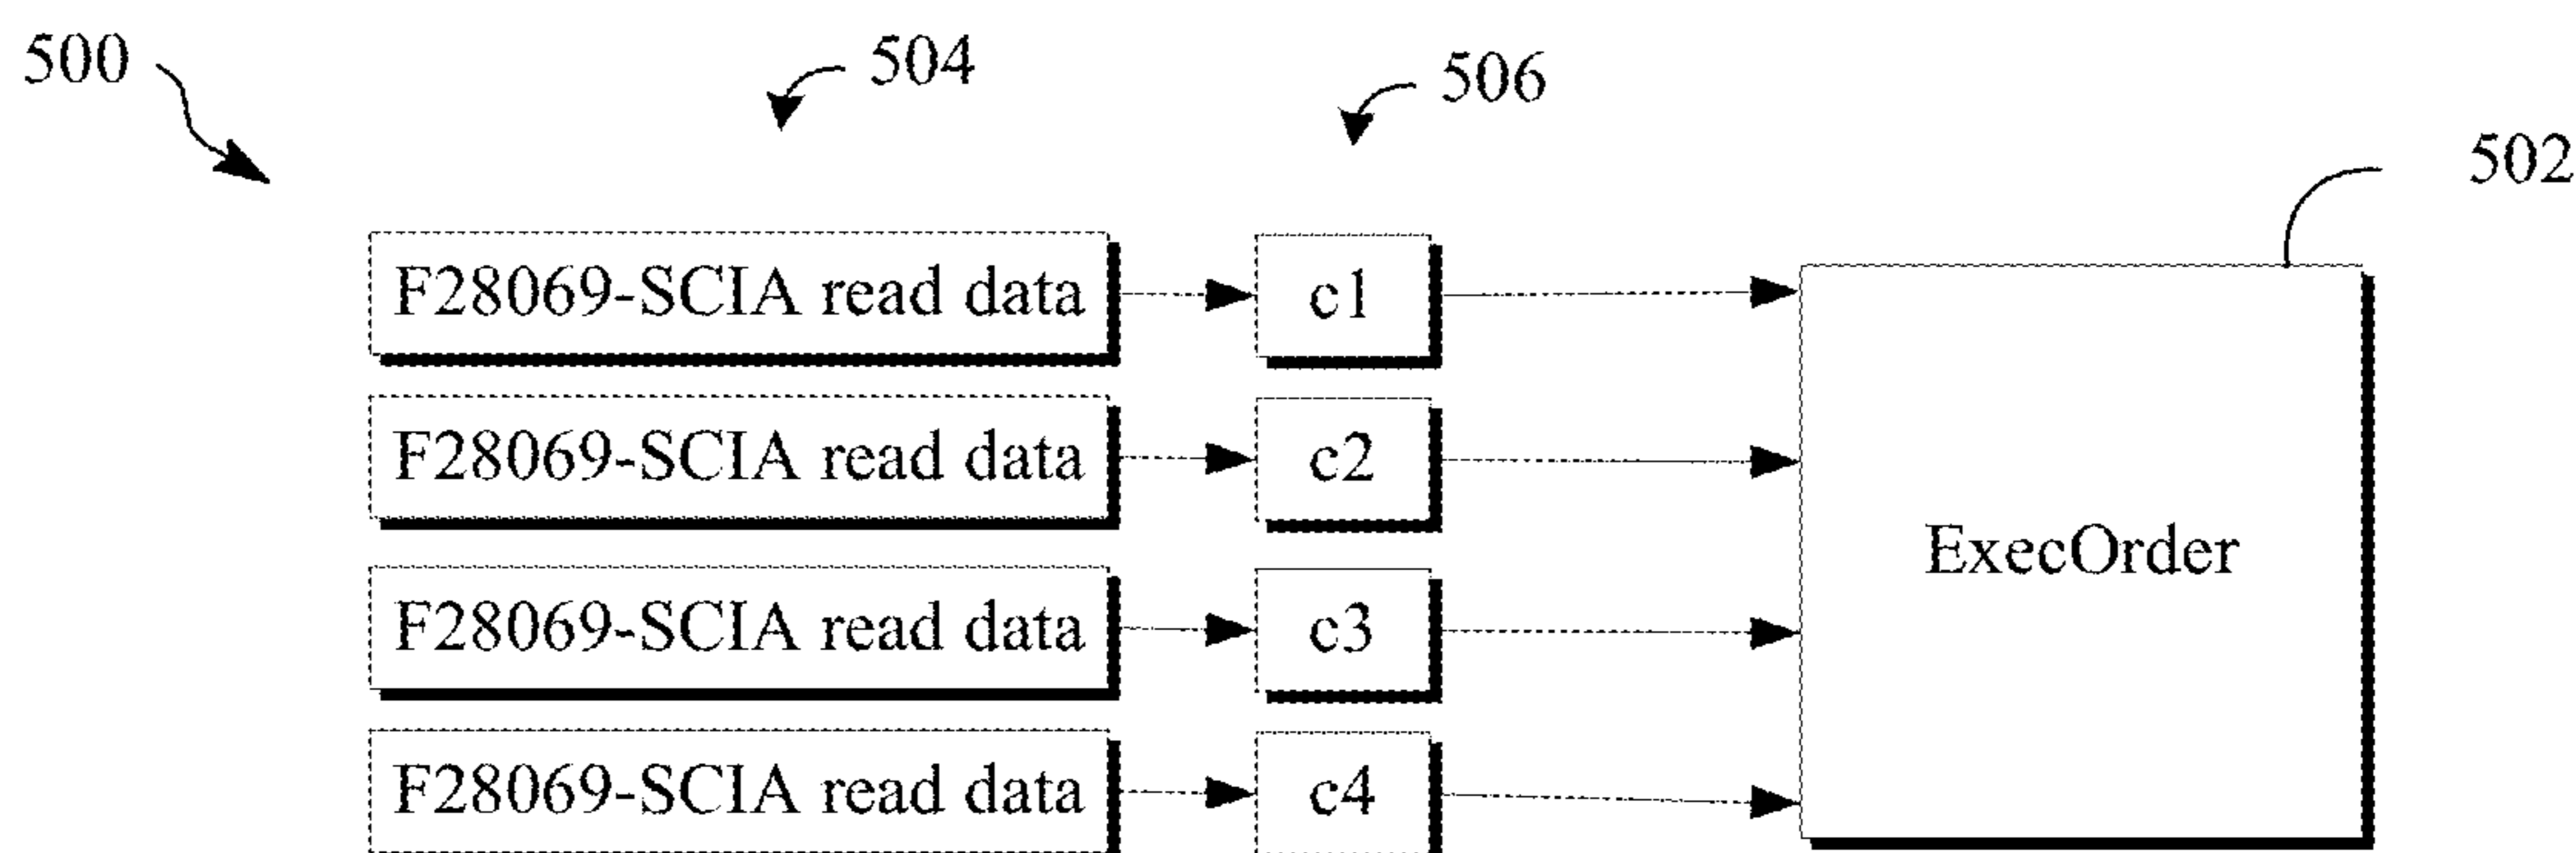 500
504
506
502
F28069-SCIA read data
c1
F28069-SCIA read data
c2
ExecOrder
F28069-SCIA read data
c3
F28069-SCIA read data
c4